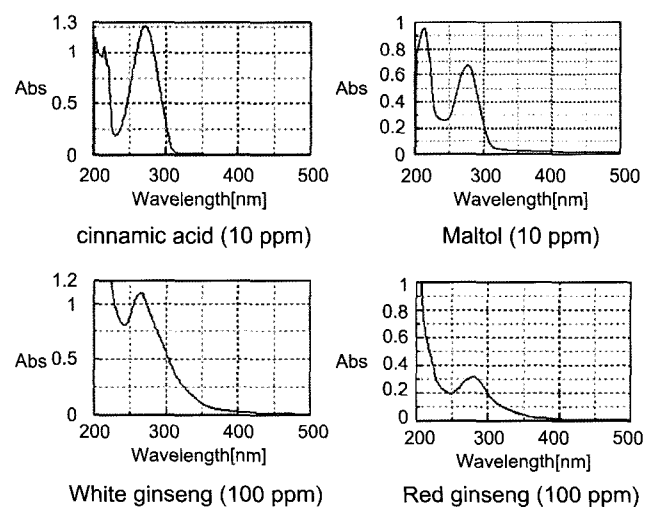 1.3
1
Abs
0.5
0
200 300 400 500
Wavelength[nm]
cinnamic acid (10 ppm)
1
0.8
0.6
Abs
0.4
0.2
0
200 300 400 500
Wavelength[nm]
Maltol (10 ppm)
1.2
1
Abs
0.5
0
200 300 400 500
Wavelength[nm]
White ginseng (100 ppm)
1
0.8
0.6
Abs
0.4
0.2
0
200 300 400 500
Wavelength[nm]
Red ginseng (100 ppm)